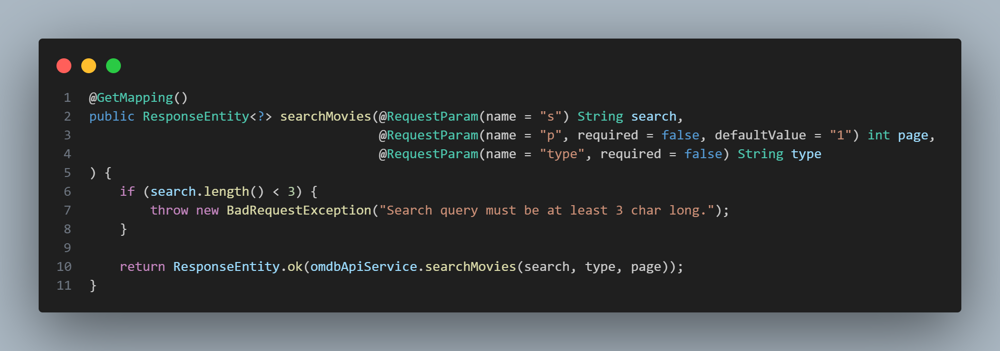 1 @GetMapping()
2 public ResponseEntity<?> searchMovies(@RequestParam(name = "s") String search,
3                                       @RequestParam(name = "p", required = false, defaultValue = "1") int page,
4                                       @RequestParam(name = "type", required = false) String type
5 ) {
6     if (search.length() < 3) {
7         throw new BadRequestException("Search query must be at least 3 char long.");
8     }
9
10     return ResponseEntity.ok(omdbApiService.searchMovies(search, type, page));
11 }